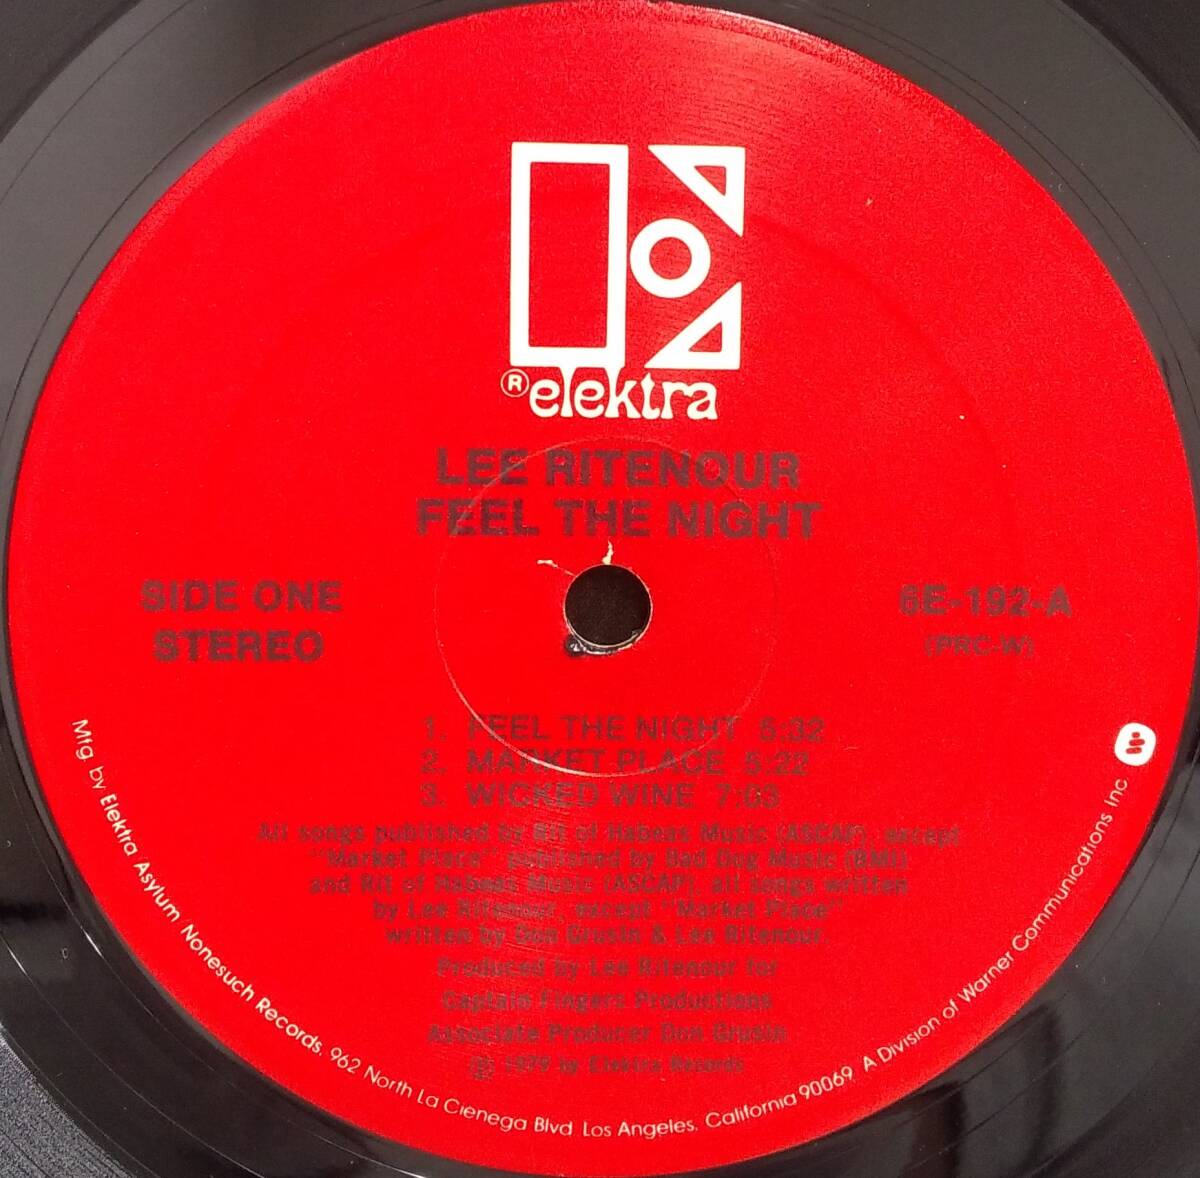 ®elektra
LEE RITENOUR
FEEL THE NIGHT
SIDE ONE
STEREO
6E-192-A
(PRC-W)
1. FEEL THE NIGHT 5:32
2. MARKET PLACE 5:22
3. WICKED WINE 7:03
All songs published by Rit of Habeas Music (ASCAP), except
"Market Place" published by Bad Dog Music (BMI)
and Rit of Habeas Music (ASCAP), all songs written
by Lee Ritenour, except "Market Place"
written by Don Grusin & Lee Ritenour.
Produced by Lee Ritenour for
Captain Fingers Productions
Associate Producer Don Grusin
℗ 1979 by Elektra Records
Mfg. by Elektra Asylum Nonesuch Records, 962 North La Cienega Blvd Los Angeles, California 90069 A Division of Warner Communications Inc